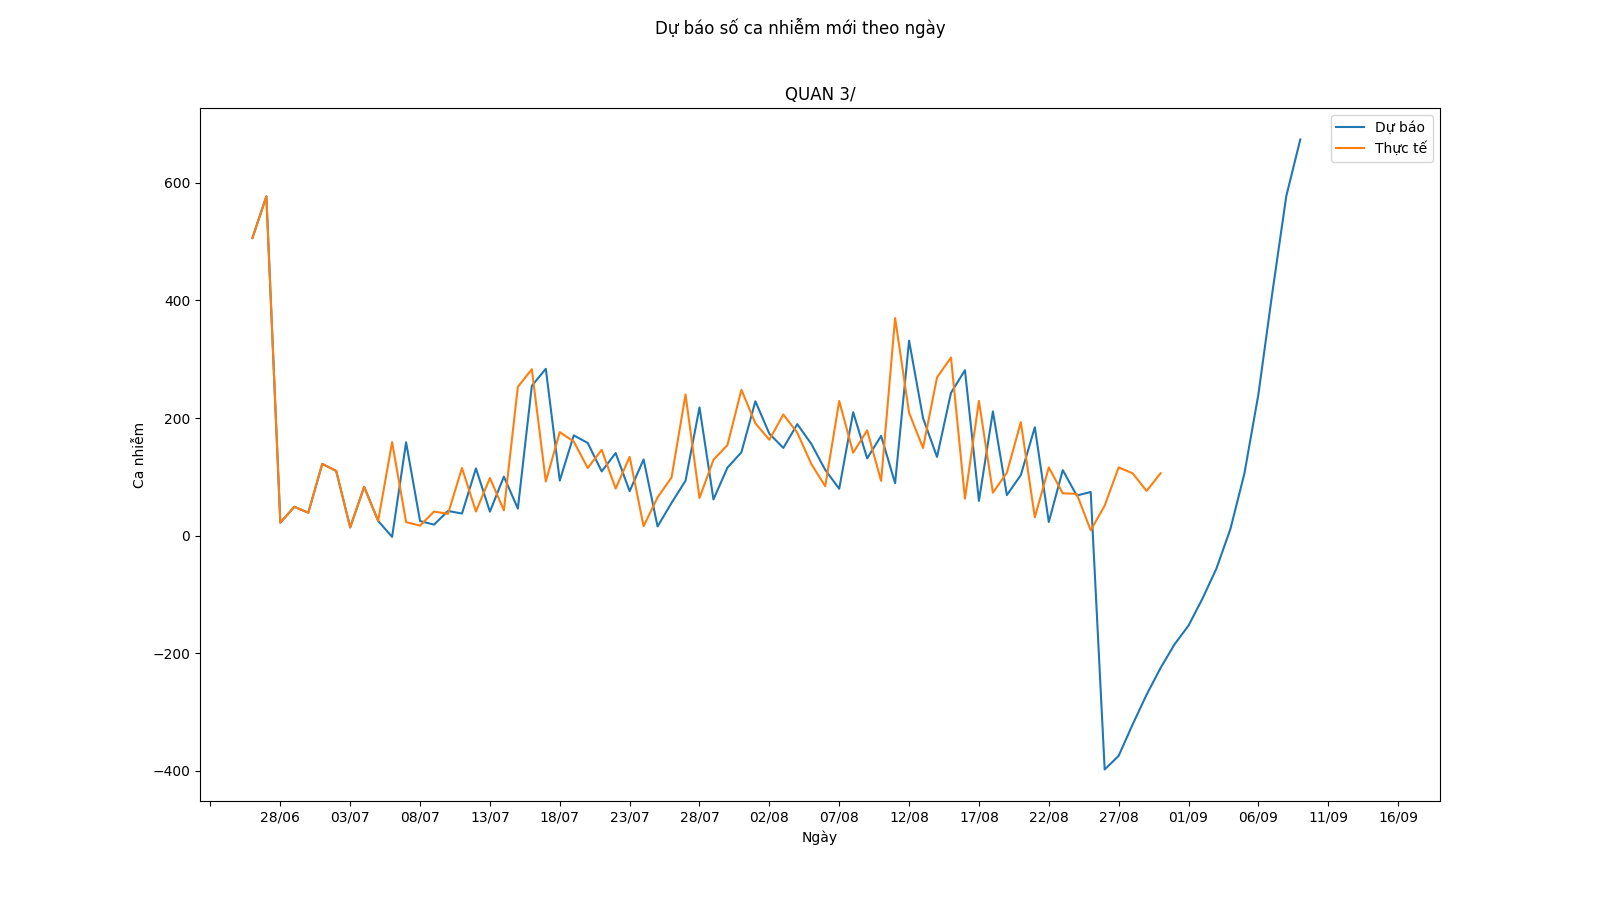 Dự báo số ca nhiễm mới theo ngày
QUAN 3/
Dự báo
Thực tế
Ca nhiễm
600
400
200
0
−200
−400
28/06 03/07 08/07 13/07 18/07 23/07 28/07 02/08 07/08 12/08 17/08 22/08 27/08 01/09 06/09 11/09 16/09
Ngày